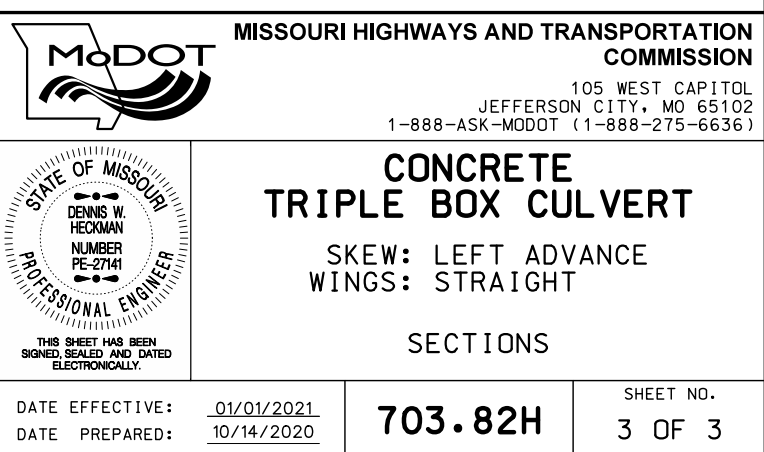 MoDOT
MISSOURI HIGHWAYS AND TRANSPORTATION
COMMISSION
105 WEST CAPITOL
JEFFERSON CITY, MO 65102
1-888-ASK-MODOT (1-888-275-6636)
STATE OF MISSOURI
DENNIS W.
HECKMAN
NUMBER
PE-27141
PROFESSIONAL ENGINEER
THIS SHEET HAS BEEN
SIGNED, SEALED AND DATED
ELECTRONICALLY.
CONCRETE
TRIPLE BOX CULVERT
SKEW: LEFT ADVANCE
WINGS: STRAIGHT
SECTIONS
DATE EFFECTIVE: 01/01/2021
DATE PREPARED: 10/14/2020
703.82H
SHEET NO.
3 OF 3